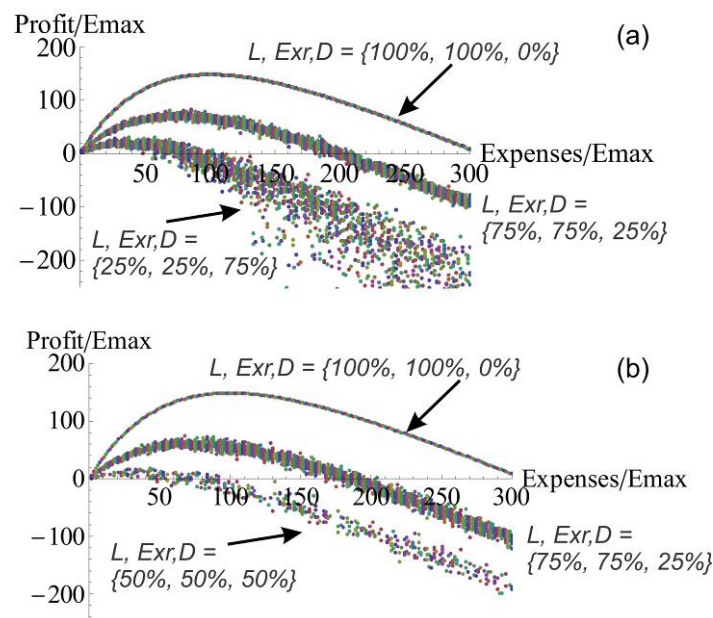 Profit/Emax
(a)
L, Exr,D = {100%, 100%, 0%}
200
100
0
−100
−200
50
100
150
200
250
300
Expenses/Emax
L, Exr,D =
{75%, 75%, 25%}
L, Exr,D =
{25%, 25%, 75%}
Profit/Emax
(b)
L, Exr,D = {100%, 100%, 0%}
200
100
0
−100
−200
50
100
150
200
250
300
Expenses/Emax
L, Exr,D =
{75%, 75%, 25%}
L, Exr,D =
{50%, 50%, 50%}